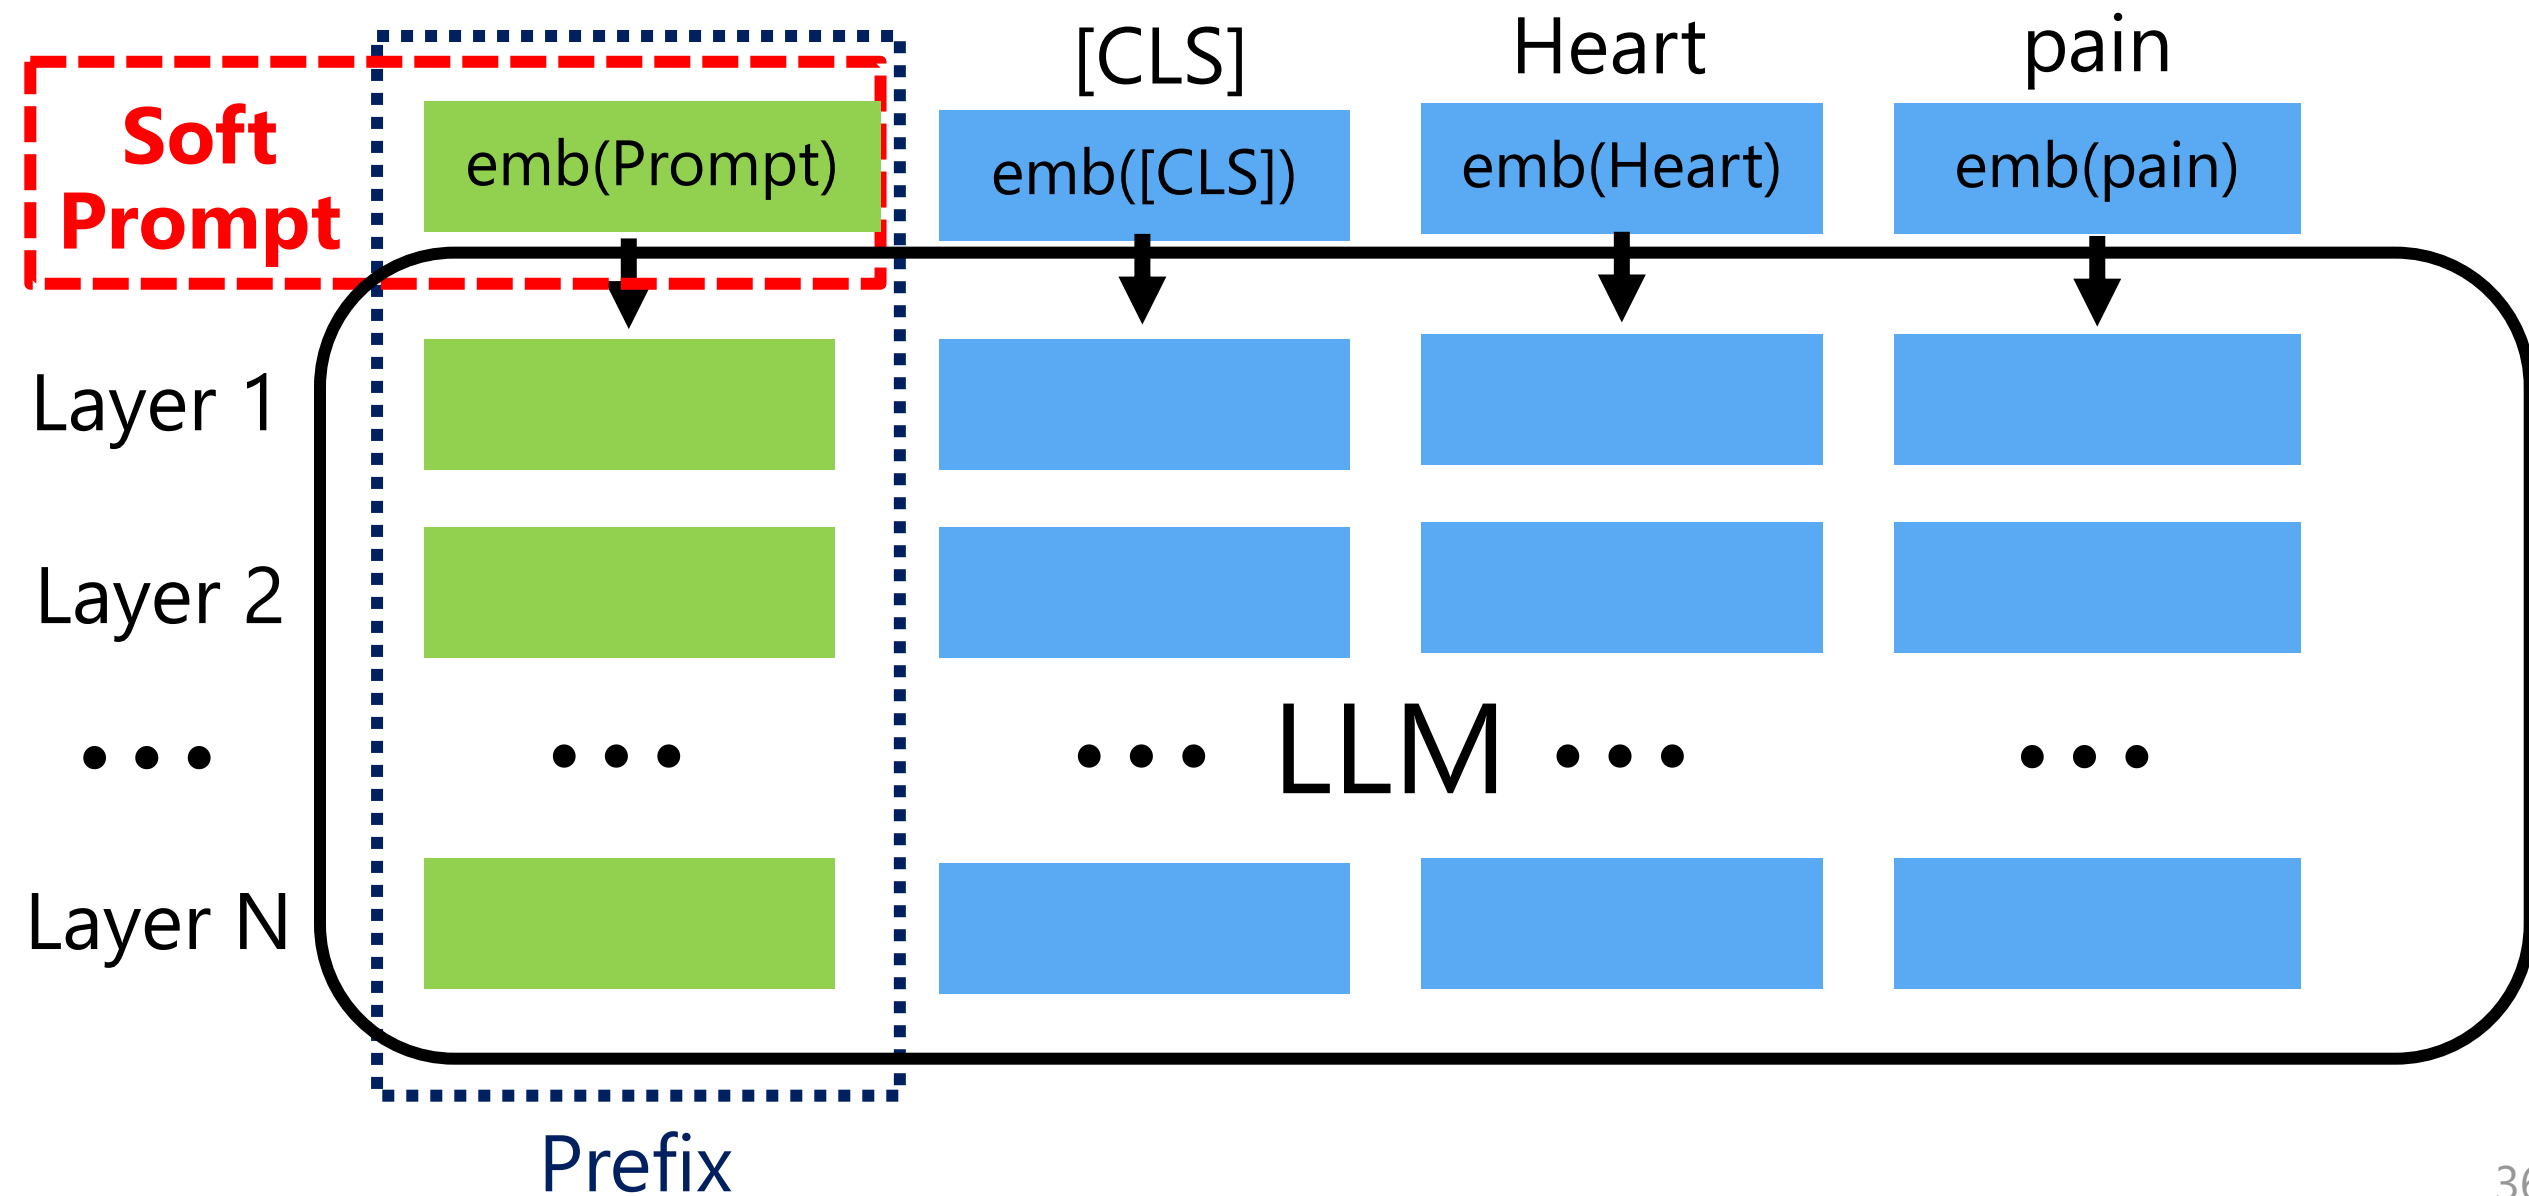 [CLS] Heart pain
Soft
Prompt
emb(Prompt) emb([CLS]) emb(Heart) emb(pain)
Layer 1
Layer 2
... ... ... LLM ... ...
Layer N
Prefix